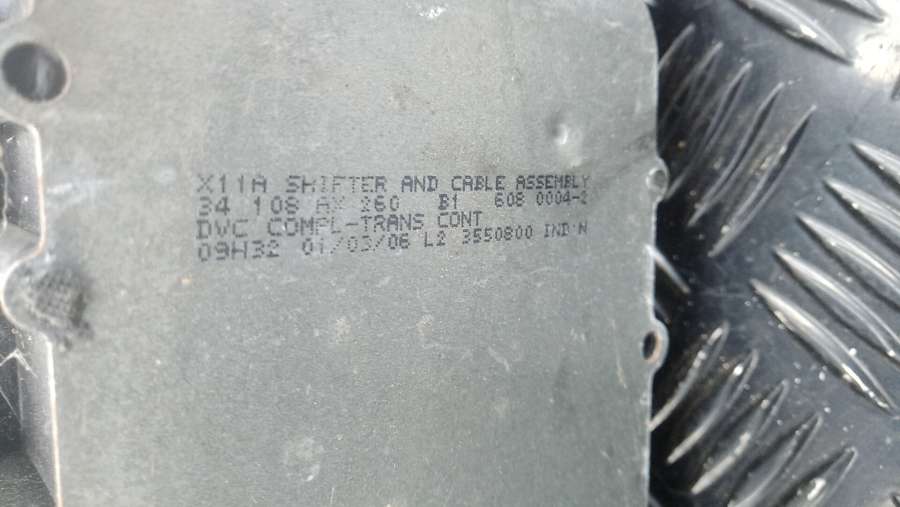 X11A SHIFTER AND CABLE ASSEMBLY
34 108 AX 260 B1 608 0004-2
DVC COMPL-TRANS CONT
09H32 01/03/06 L2 3550800 IND'N